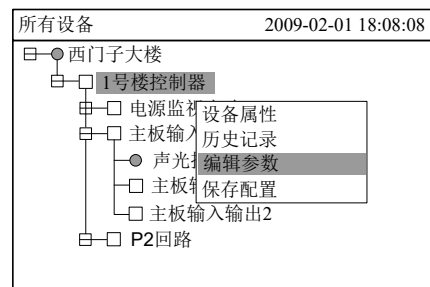 所有设备 2009-02-01 18:08:08
西门子大楼
1号楼控制器
电源监视
设备属性
主板输入
历史记录
声光
编辑参数
主板
保存配置
主板输入输出2
P2回路